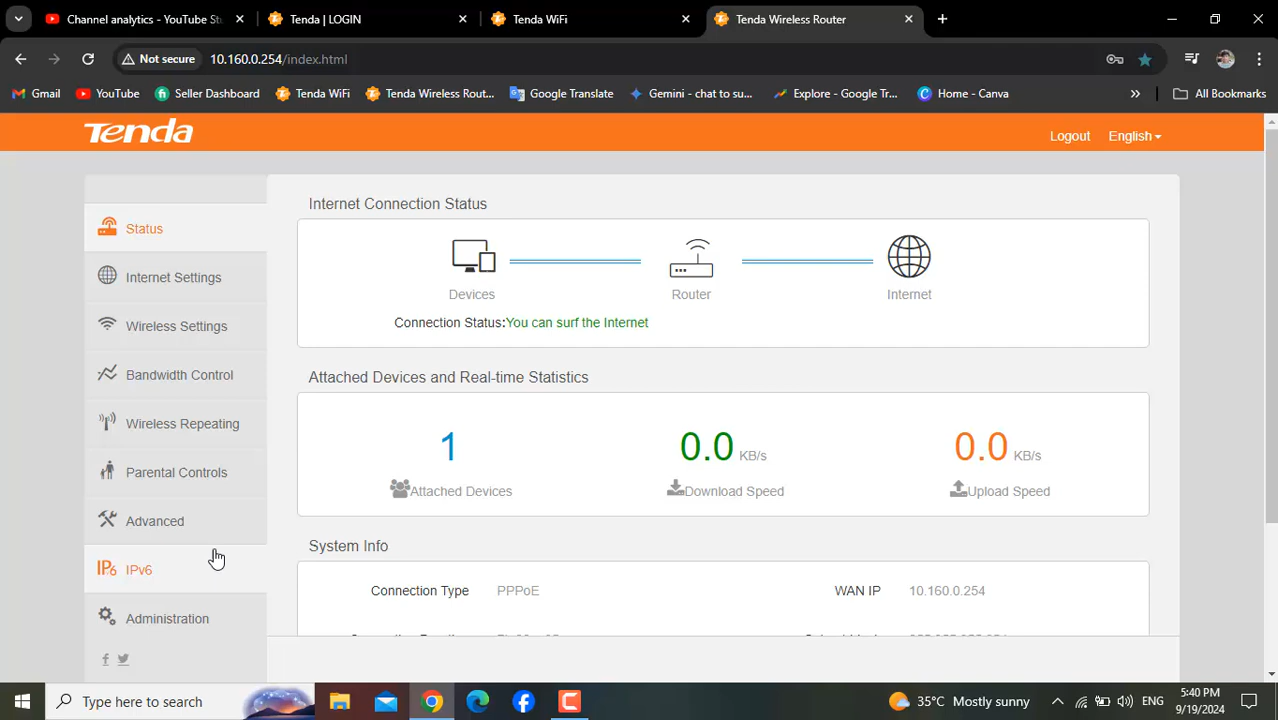 Channel analytics - YouTube St
Tenda | LOGIN
Tenda WiFi
Tenda Wireless Router
Not secure
10.160.0.254/index.html
Gmail
YouTube
Seller Dashboard
Tenda WiFi
Tenda Wireless Rout...
Google Translate
Gemini - chat to su...
Explore - Google Tr...
Home - Canva
All Bookmarks
Tenda
Logout
English
Status
Internet Settings
Wireless Settings
Bandwidth Control
Wireless Repeating
Parental Controls
Advanced
IPv6
Administration
Internet Connection Status
Devices
Router
Internet
Connection Status:You can surf the Internet
Attached Devices and Real-time Statistics
1
0.0 KB/s
0.0 KB/s
Attached Devices
Download Speed
Upload Speed
System Info
Connection Type PPPoE
WAN IP 10.160.0.254
Type here to search
35°C Mostly sunny
ENG
5:40 PM
9/19/2024